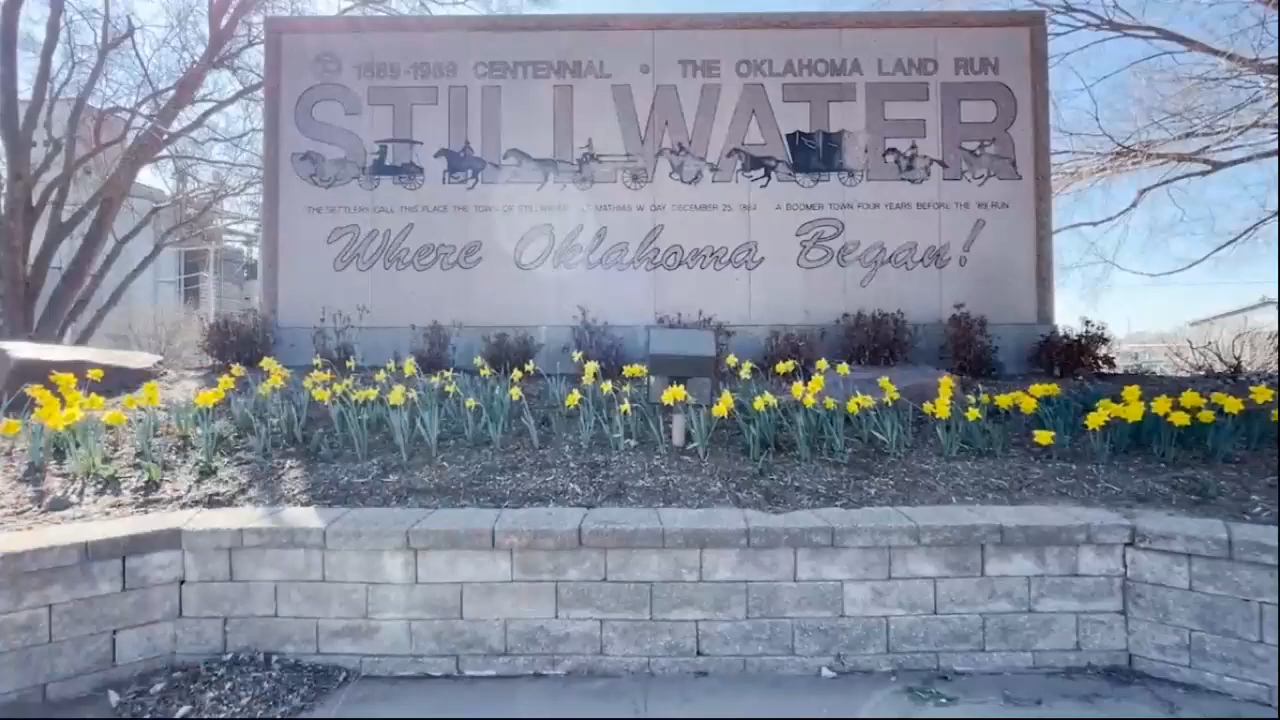 1889-1989 CENTENNIAL • THE OKLAHOMA LAND RUN
STILLWATER
THE SETTLERS CALL THIS PLACE THE TOWN OF STILLWATER MATHIAS W. DAY DECEMBER 25, 1884 A BOOMER TOWN FOUR YEARS BEFORE THE '89 RUN
Where Oklahoma Began!